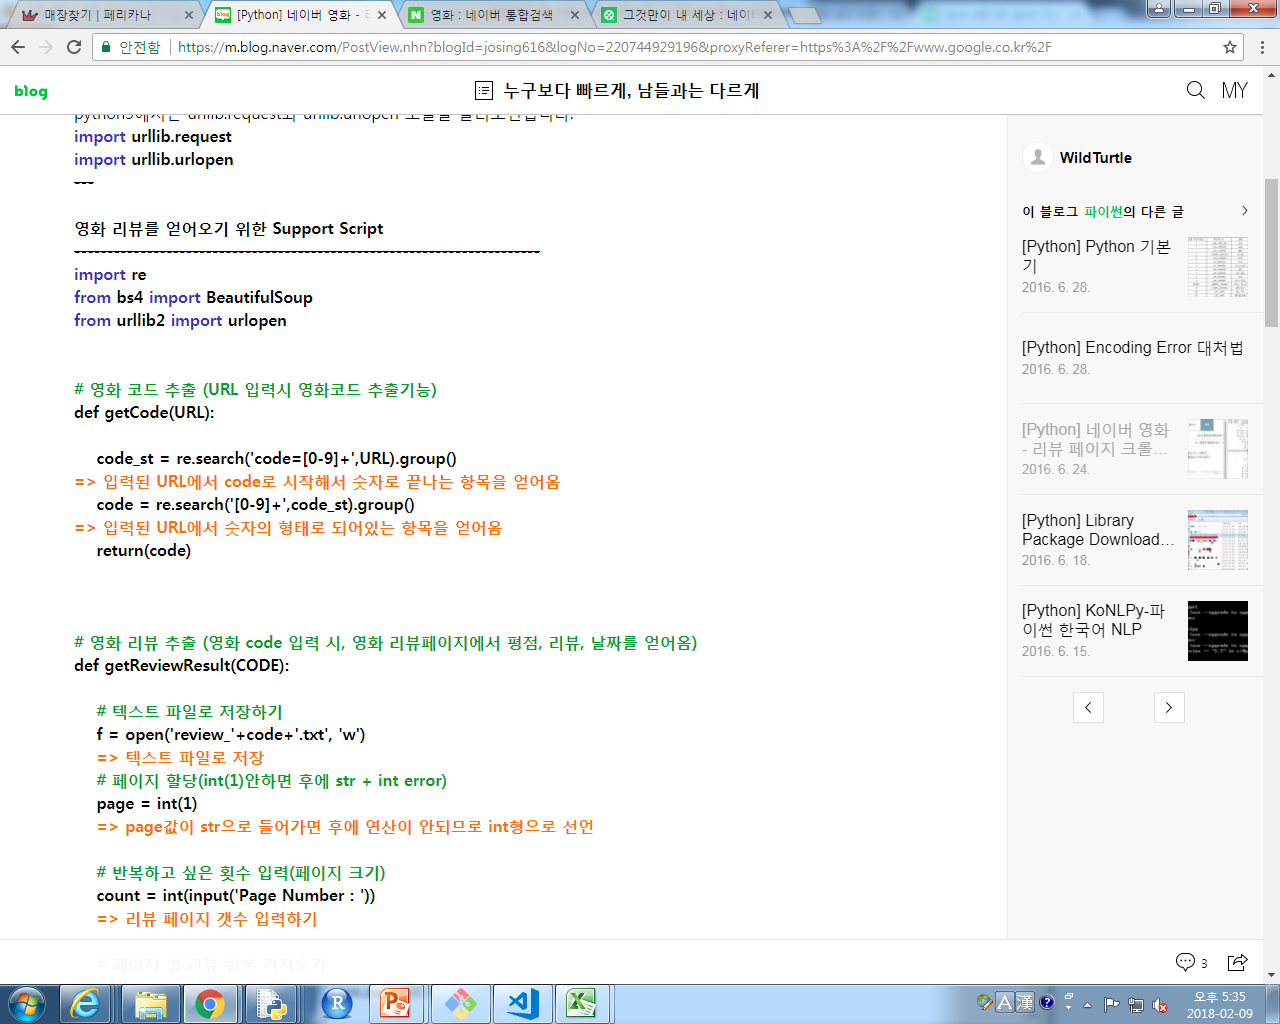 매장찾기 | 페리카나
[Python] 네이버 영화 -
영화 : 네이버 통합검색
그것만이 내 세상 : 네이버
안전함
https://m.blog.naver.com/PostView.nhn?blogId=josing616&logNo=220744929196&proxyReferer=https%3A%2F%2Fwww.google.co.kr%2F
blog
누구보다 빠르게, 남들과는 다르게
MY
import urllib.request
import urllib.urlopen
---
영화 리뷰를 얻어오기 위한 Support Script
import re
from bs4 import BeautifulSoup
from urllib2 import urlopen
# 영화 코드 추출 (URL 입력시 영화코드 추출기능)
def getCode(URL):
code_st = re.search('code=[0-9]+',URL).group()
=> 입력된 URL에서 code로 시작해서 숫자로 끝나는 항목을 얻어옴
code = re.search('[0-9]+',code_st).group()
=> 입력된 URL에서 숫자의 형태로 되어있는 항목을 얻어옴
return(code)
# 영화 리뷰 추출 (영화 code 입력 시, 영화 리뷰페이지에서 평점, 리뷰, 날짜를 얻어옴)
def getReviewResult(CODE):
# 텍스트 파일로 저장하기
f = open('review_'+code+'.txt', 'w')
=> 텍스트 파일로 저장
# 페이지 할당(int(1)안하면 후에 str + int error)
page = int(1)
=> page값이 str으로 들어가면 후에 연산이 안되므로 int형으로 선언
# 반복하고 싶은 횟수 입력(페이지 크기)
count = int(input('Page Number : '))
=> 리뷰 페이지 갯수 입력하기
# 페이지 별 리뷰 반복 가져오기
WildTurtle
이 블로그 파이썬의 다른 글
[Python] Python 기본
기
2016. 6. 28.
[Python] Encoding Error 대처법
2016. 6. 28.
[Python] 네이버 영화
- 리뷰 페이지 크롤...
2016. 6. 24.
[Python] Library
Package Download...
2016. 6. 18.
[Python] KoNLPy-파
이썬 한국어 NLP
2016. 6. 15.
3
A 漢
오후 5:35
2018-02-09